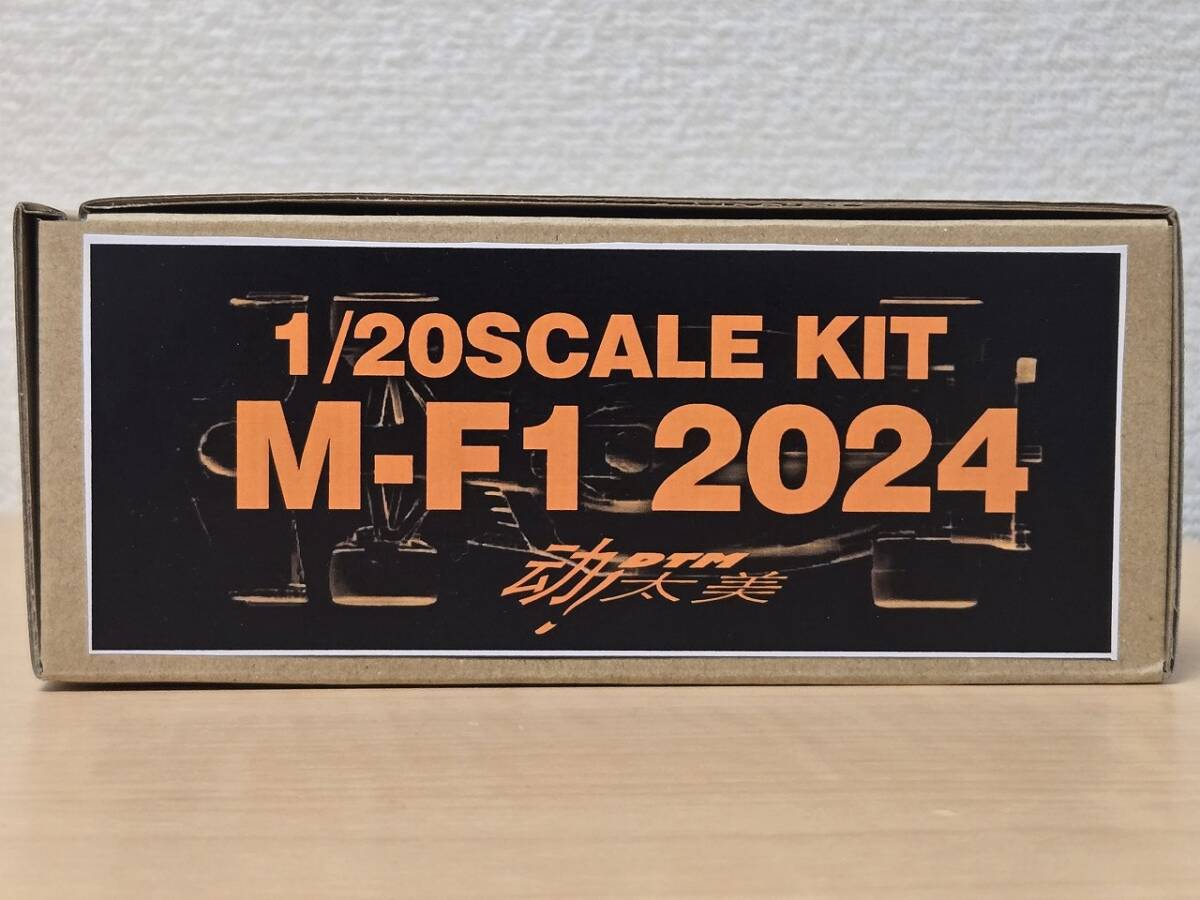 1/20SCALE KIT
M-F1 2024
DTM
动太美